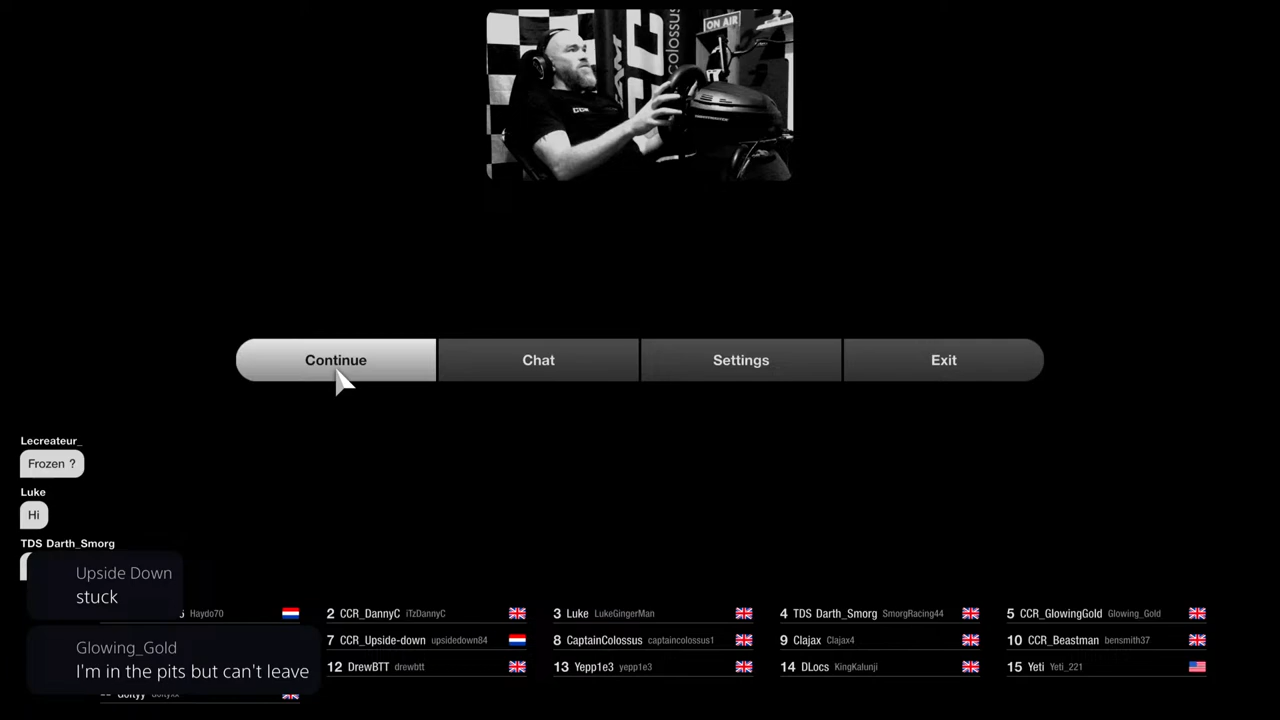 ON AIR
colossus
Continue
Chat
Settings
Exit
Lecreateur_
Frozen ?
Luke
Hi
TDS Darth_Smorg
Upside Down
stuck
Glowing_Gold
I'm in the pits but can't leave
Haydo70
2 CCR_DannyC iTzDannyC
3 Luke LukeGingerMan
4 TDS Darth_Smorg SmorgRacing44
5 CCR_GlowingGold Glowing_Gold
7 CCR_Upside-down upsidedown84
8 CaptainColossus captaincolossus1
9 Clajax Clajax4
10 CCR_Beastman bensmith37
12 DrewBTT drewbtt
13 Yepp1e3 yepp1e3
14 DLocs KingKalunji
15 Yeti Yeti_221